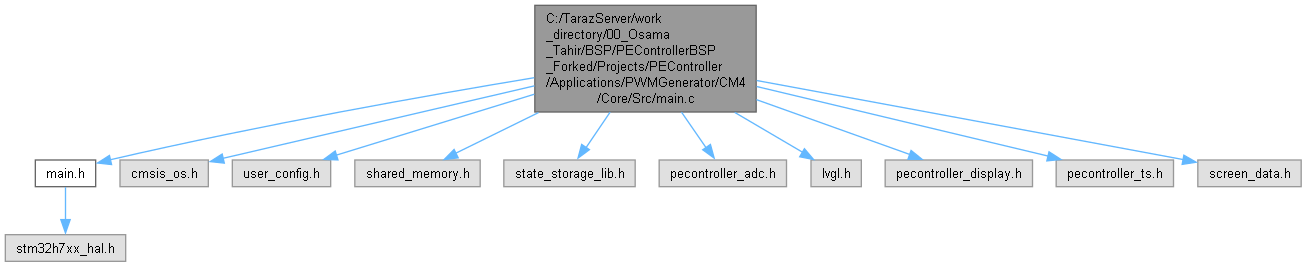 C:/TarazServer/work
_directory/00_Osama
_Tahir/BSP/PEControllerBSP
_Forked/Projects/PEController
/Applications/PWMGenerator/CM4
/Core/Src/main.c
main.h
cmsis_os.h
user_config.h
shared_memory.h
state_storage_lib.h
pecontroller_adc.h
lvgl.h
pecontroller_display.h
pecontroller_ts.h
screen_data.h
stm32h7xx_hal.h